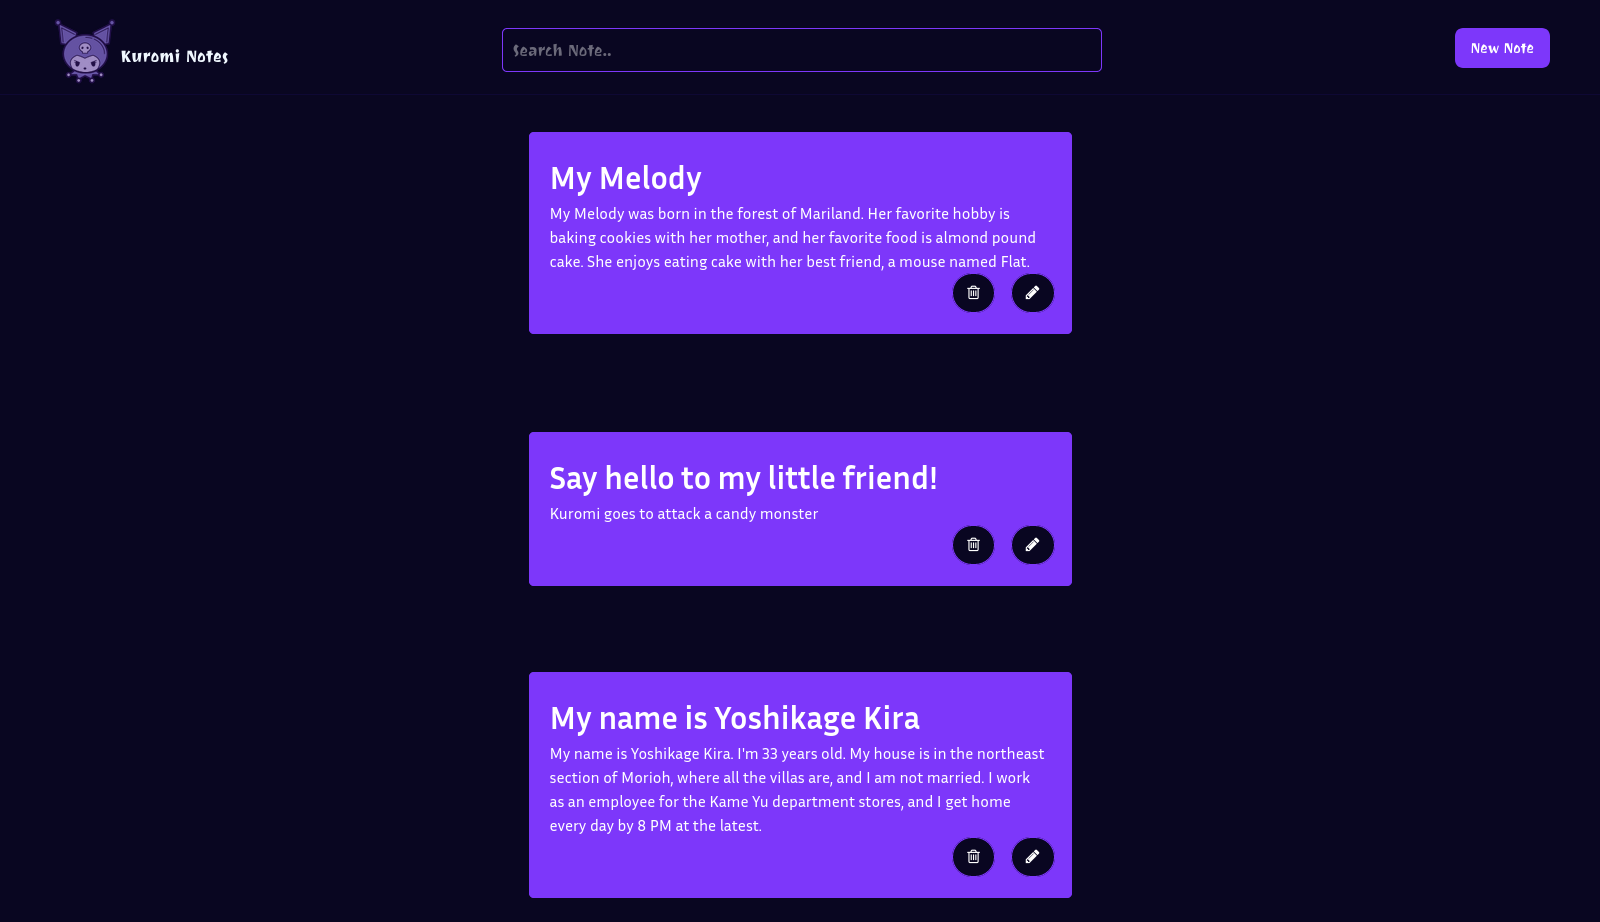 Kuromi Notes
Search Note..
New Note
My Melody
My Melody was born in the forest of Mariland. Her favorite hobby is
baking cookies with her mother, and her favorite food is almond pound
cake. She enjoys eating cake with her best friend, a mouse named Flat.
Say hello to my little friend!
Kuromi goes to attack a candy monster
My name is Yoshikage Kira
My name is Yoshikage Kira. I'm 33 years old. My house is in the northeast
section of Morioh, where all the villas are, and I am not married. I work
as an employee for the Kame Yu department stores, and I get home
every day by 8 PM at the latest.